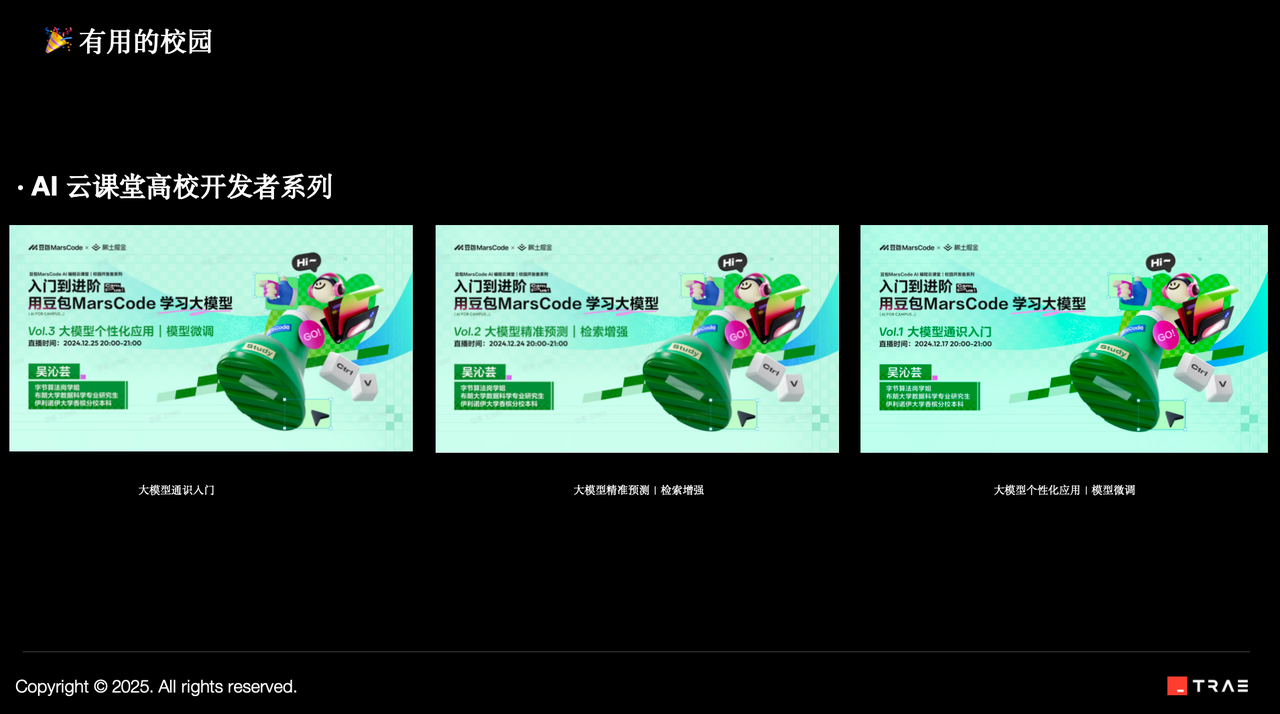 🎉 有用的校园
· AI 云课堂高校开发者系列
豆包MarsCode × 稀土掘金
豆包MarsCode AI 编程云课堂｜校园开发者系列
入门到进阶
用豆包MarsCode 学习大模型
( AI FOR CAMPUS...)
Vol.3 大模型个性化应用｜模型微调
直播时间：2024.12.25 20:00-21:00
吴沁芸
字节算法岗学姐
布朗大学数据科学专业研究生
伊利诺伊大学香槟分校本科
Hi~
GO!
Study
Ctrl
V
豆包MarsCode × 稀土掘金
豆包MarsCode AI 编程云课堂｜校园开发者系列
入门到进阶
用豆包MarsCode 学习大模型
( AI FOR CAMPUS...)
Vol.2 大模型精准预测｜检索增强
直播时间：2024.12.24 20:00-21:00
吴沁芸
字节算法岗学姐
布朗大学数据科学专业研究生
伊利诺伊大学香槟分校本科
Hi~
GO!
Study
Ctrl
V
豆包MarsCode × 稀土掘金
豆包MarsCode AI 编程云课堂｜校园开发者系列
入门到进阶
用豆包MarsCode 学习大模型
( AI FOR CAMPUS...)
Vol.1 大模型通识入门
直播时间：2024.12.17 20:00-21:00
吴沁芸
字节算法岗学姐
布朗大学数据科学专业研究生
伊利诺伊大学香槟分校本科
Hi~
GO!
Study
Ctrl
V
大模型通识人门
大模型精准预测｜检索增强
大模型个性化应用｜模型微调
Copyright © 2025. All rights reserved.
TRAE